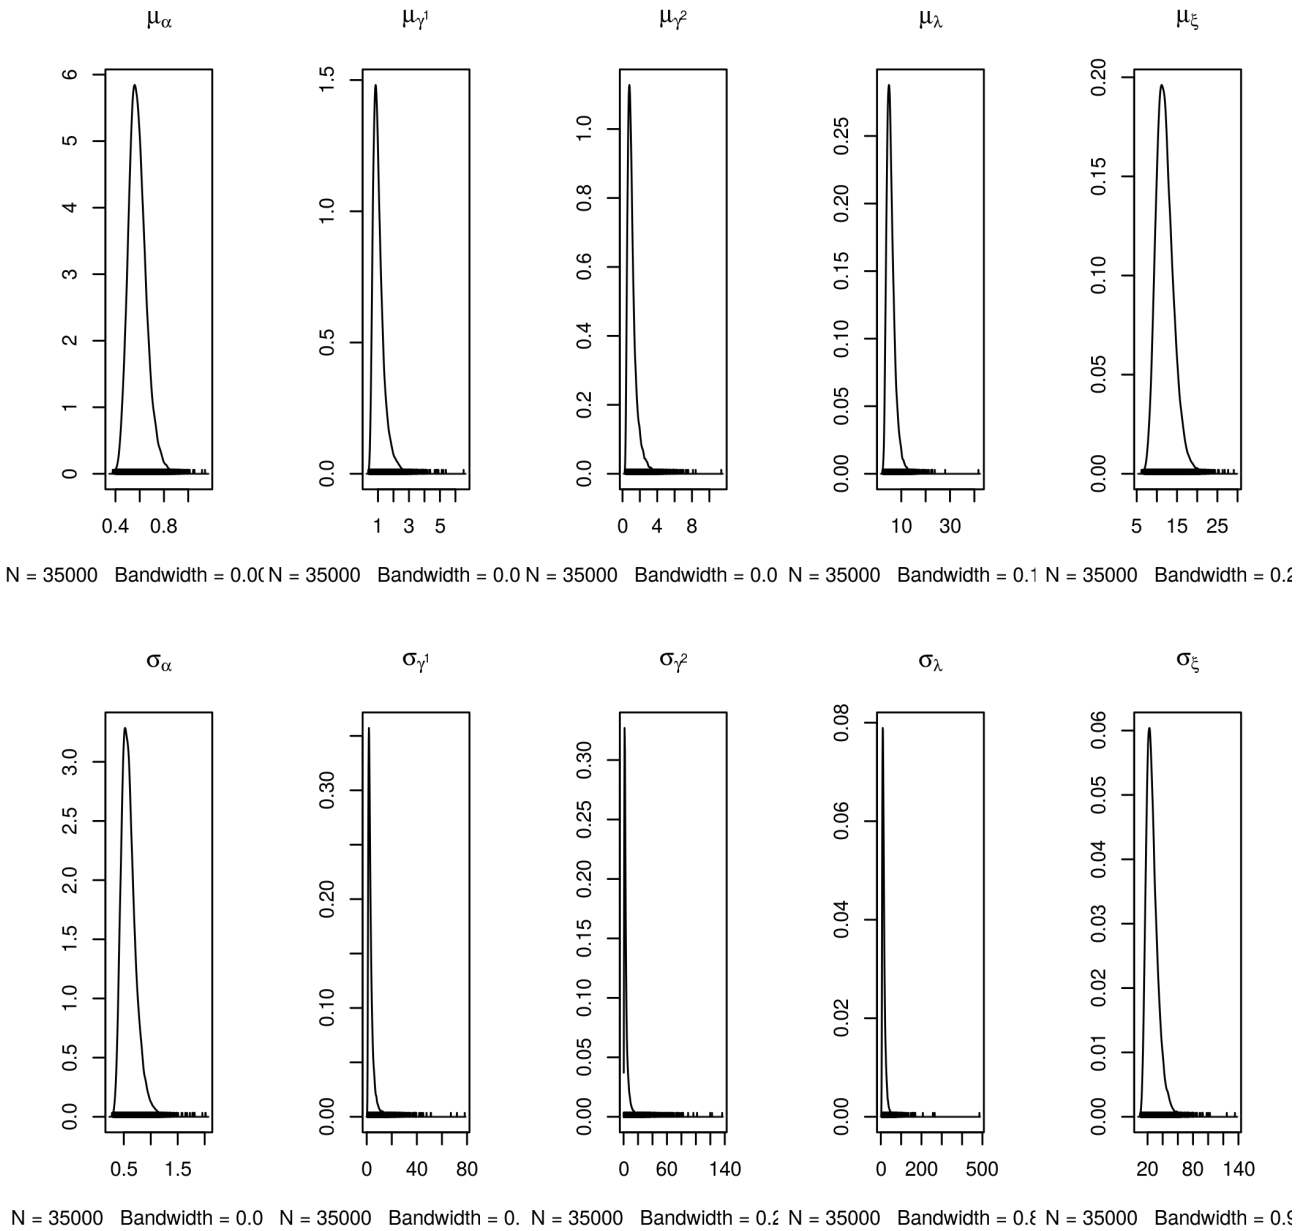 μα μγ¹ μγ² μλ μξ
0 1 2 3 4 5 6
0.4 0.8
N = 35000 Bandwidth = 0.00
0.0 0.5 1.0 1.5
1 3 5
N = 35000 Bandwidth = 0.0
0.0 0.2 0.4 0.6 0.8 1.0
0 4 8
N = 35000 Bandwidth = 0.0
0.00 0.05 0.10 0.15 0.20 0.25
10 30
N = 35000 Bandwidth = 0.1
0.00 0.05 0.10 0.15 0.20
5 15 25
N = 35000 Bandwidth = 0.2
σα σγ¹ σγ² σλ σξ
0.0 0.5 1.0 1.5 2.0 2.5 3.0
0.5 1.5
N = 35000 Bandwidth = 0.0
0.00 0.10 0.20 0.30
0 40 80
N = 35000 Bandwidth = 0.
0.00 0.05 0.10 0.15 0.20 0.25 0.30
0 60 140
N = 35000 Bandwidth = 0.2
0.00 0.02 0.04 0.06 0.08
0 200 500
N = 35000 Bandwidth = 0.
0.00 0.01 0.02 0.03 0.04 0.05 0.06
20 80 140
N = 35000 Bandwidth = 0.9